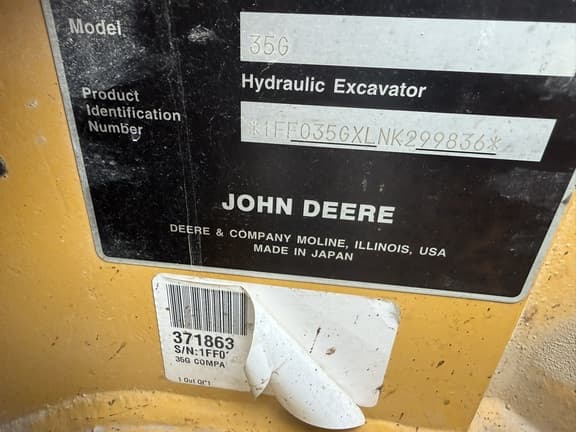 Model
35G
Hydraulic Excavator
Product
Identification
Number
*1FF035GXLNK299836*
JOHN DEERE
DEERE & COMPANY MOLINE, ILLINOIS, USA
MADE IN JAPAN
371863
S/N:1FF0
35G COMPA
1 Out Of 1